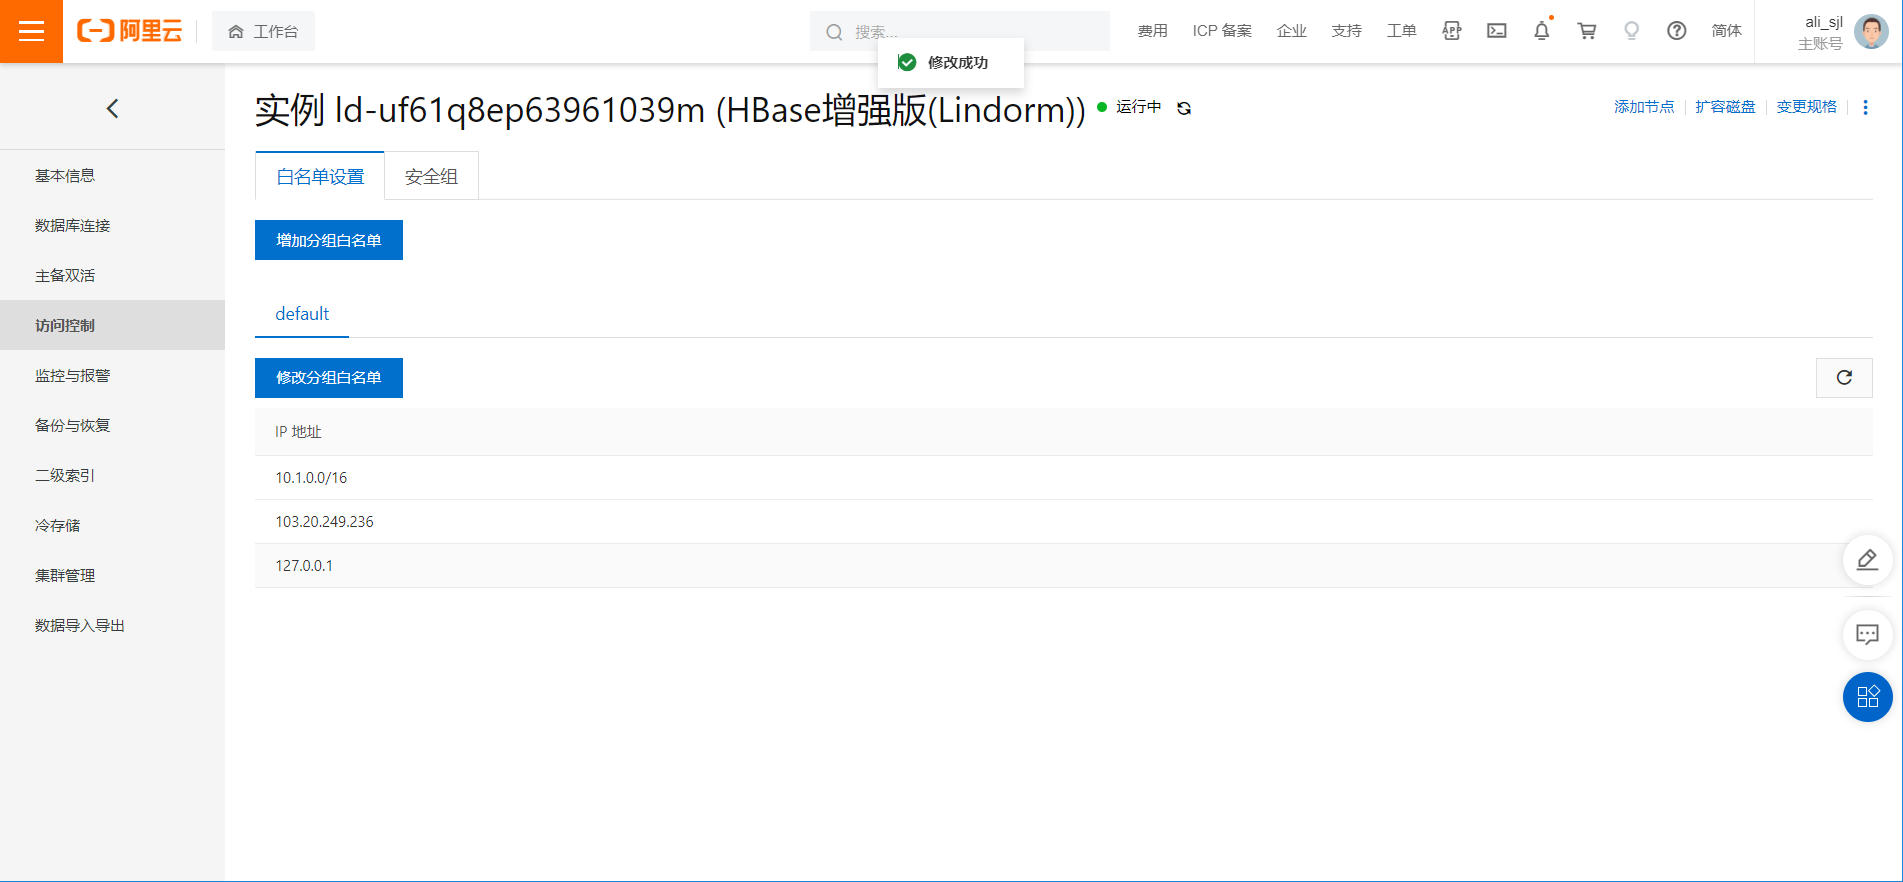 阿里云
工作台
搜索...
费用
ICP 备案
企业
支持
工单
APP
简体
ali_sjl
主账号
修改成功
实例 ld-uf61q8ep63961039m (HBase增强版(Lindorm))
运行中
添加节点
扩容磁盘
变更规格
基本信息
数据库连接
主备双活
访问控制
监控与报警
备份与恢复
二级索引
冷存储
集群管理
数据导入导出
白名单设置
安全组
增加分组白名单
default
修改分组白名单
IP 地址
10.1.0.0/16
103.20.249.236
127.0.0.1